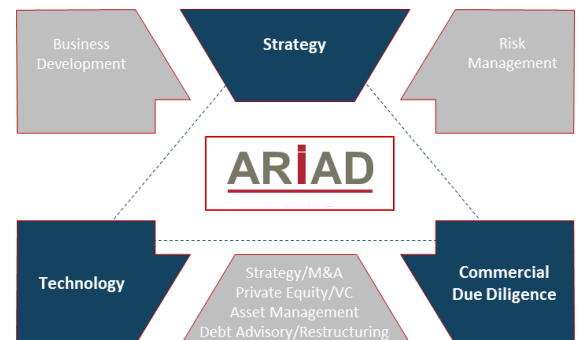 Business
Development
Strategy
Risk
Management
ARiAD
Technology
Strategy/M&A
Private Equity/VC
Asset Management
Debt Advisory/Restructuring
Commercial
Due Diligence